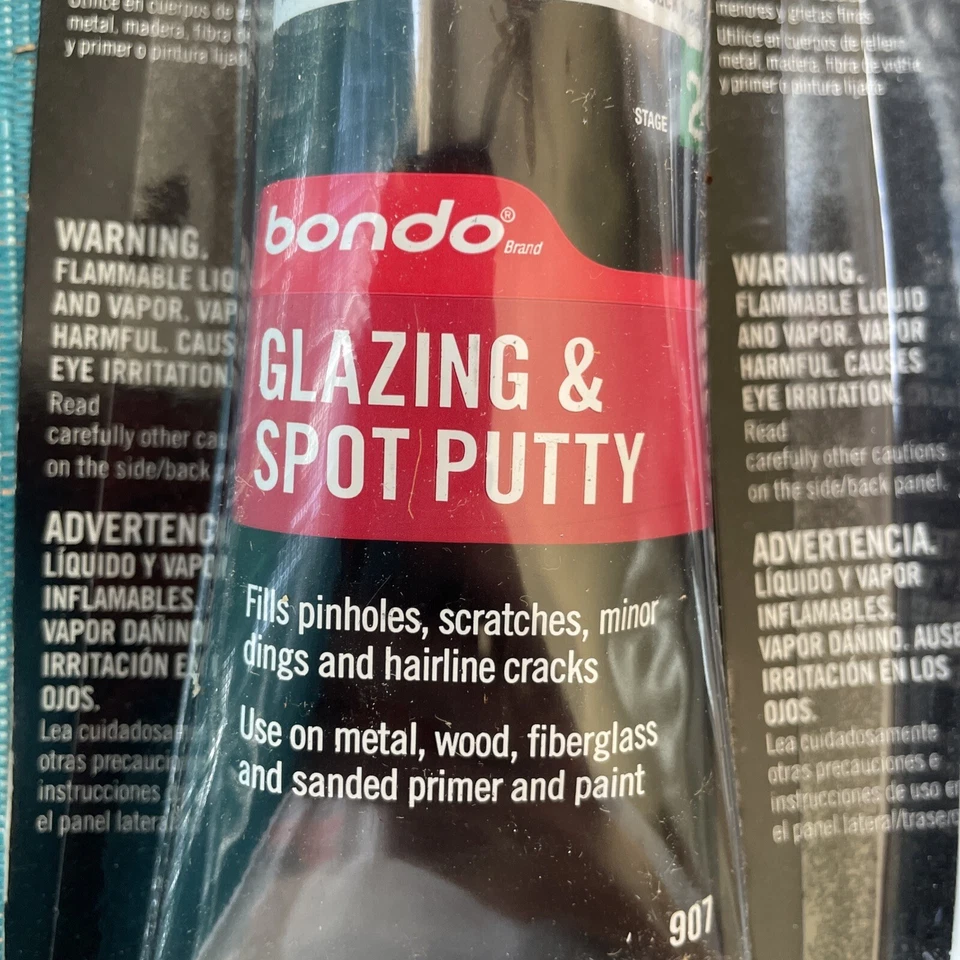 Utilice en cuerpos de
metal, madera, fibra
y primer o pintura lijad
menores y grietas finas
Utilice en cuerpos de relleno
metal, madera, fibra de vidrio
y primer o pintura lijada
STAGE 2
bondo® Brand
GLAZING &
SPOT PUTTY
Fills pinholes, scratches, minor
dings and hairline cracks
Use on metal, wood, fiberglass
and sanded primer and paint
907
WARNING.
FLAMMABLE LIQ
AND VAPOR. VAP
HARMFUL. CAUS
EYE IRRITATION
Read
carefully other cau
on the side/back
ADVERTENC
LÍQUIDO Y VAPO
INFLAMABLES.
VAPOR DAÑINO
IRRITACIÓN E
OJOS.
Lea cuidadosa
otras precauci
instrucciones
el panel lateral
WARNING.
FLAMMABLE LIQUID
AND VAPOR. VAPOR
HARMFUL. CAUSES
EYE IRRITATION.
Read
carefully other cautions
on the side/back panel.
ADVERTENCIA.
LÍQUIDO Y VAPOR
INFLAMABLES.
VAPOR DAÑINO. AUSE
IRRITACIÓN EN LOS
OJOS.
Lea cuidadosamente
otras precauciones e
instrucciones de uso en
el panel lateral/trasero